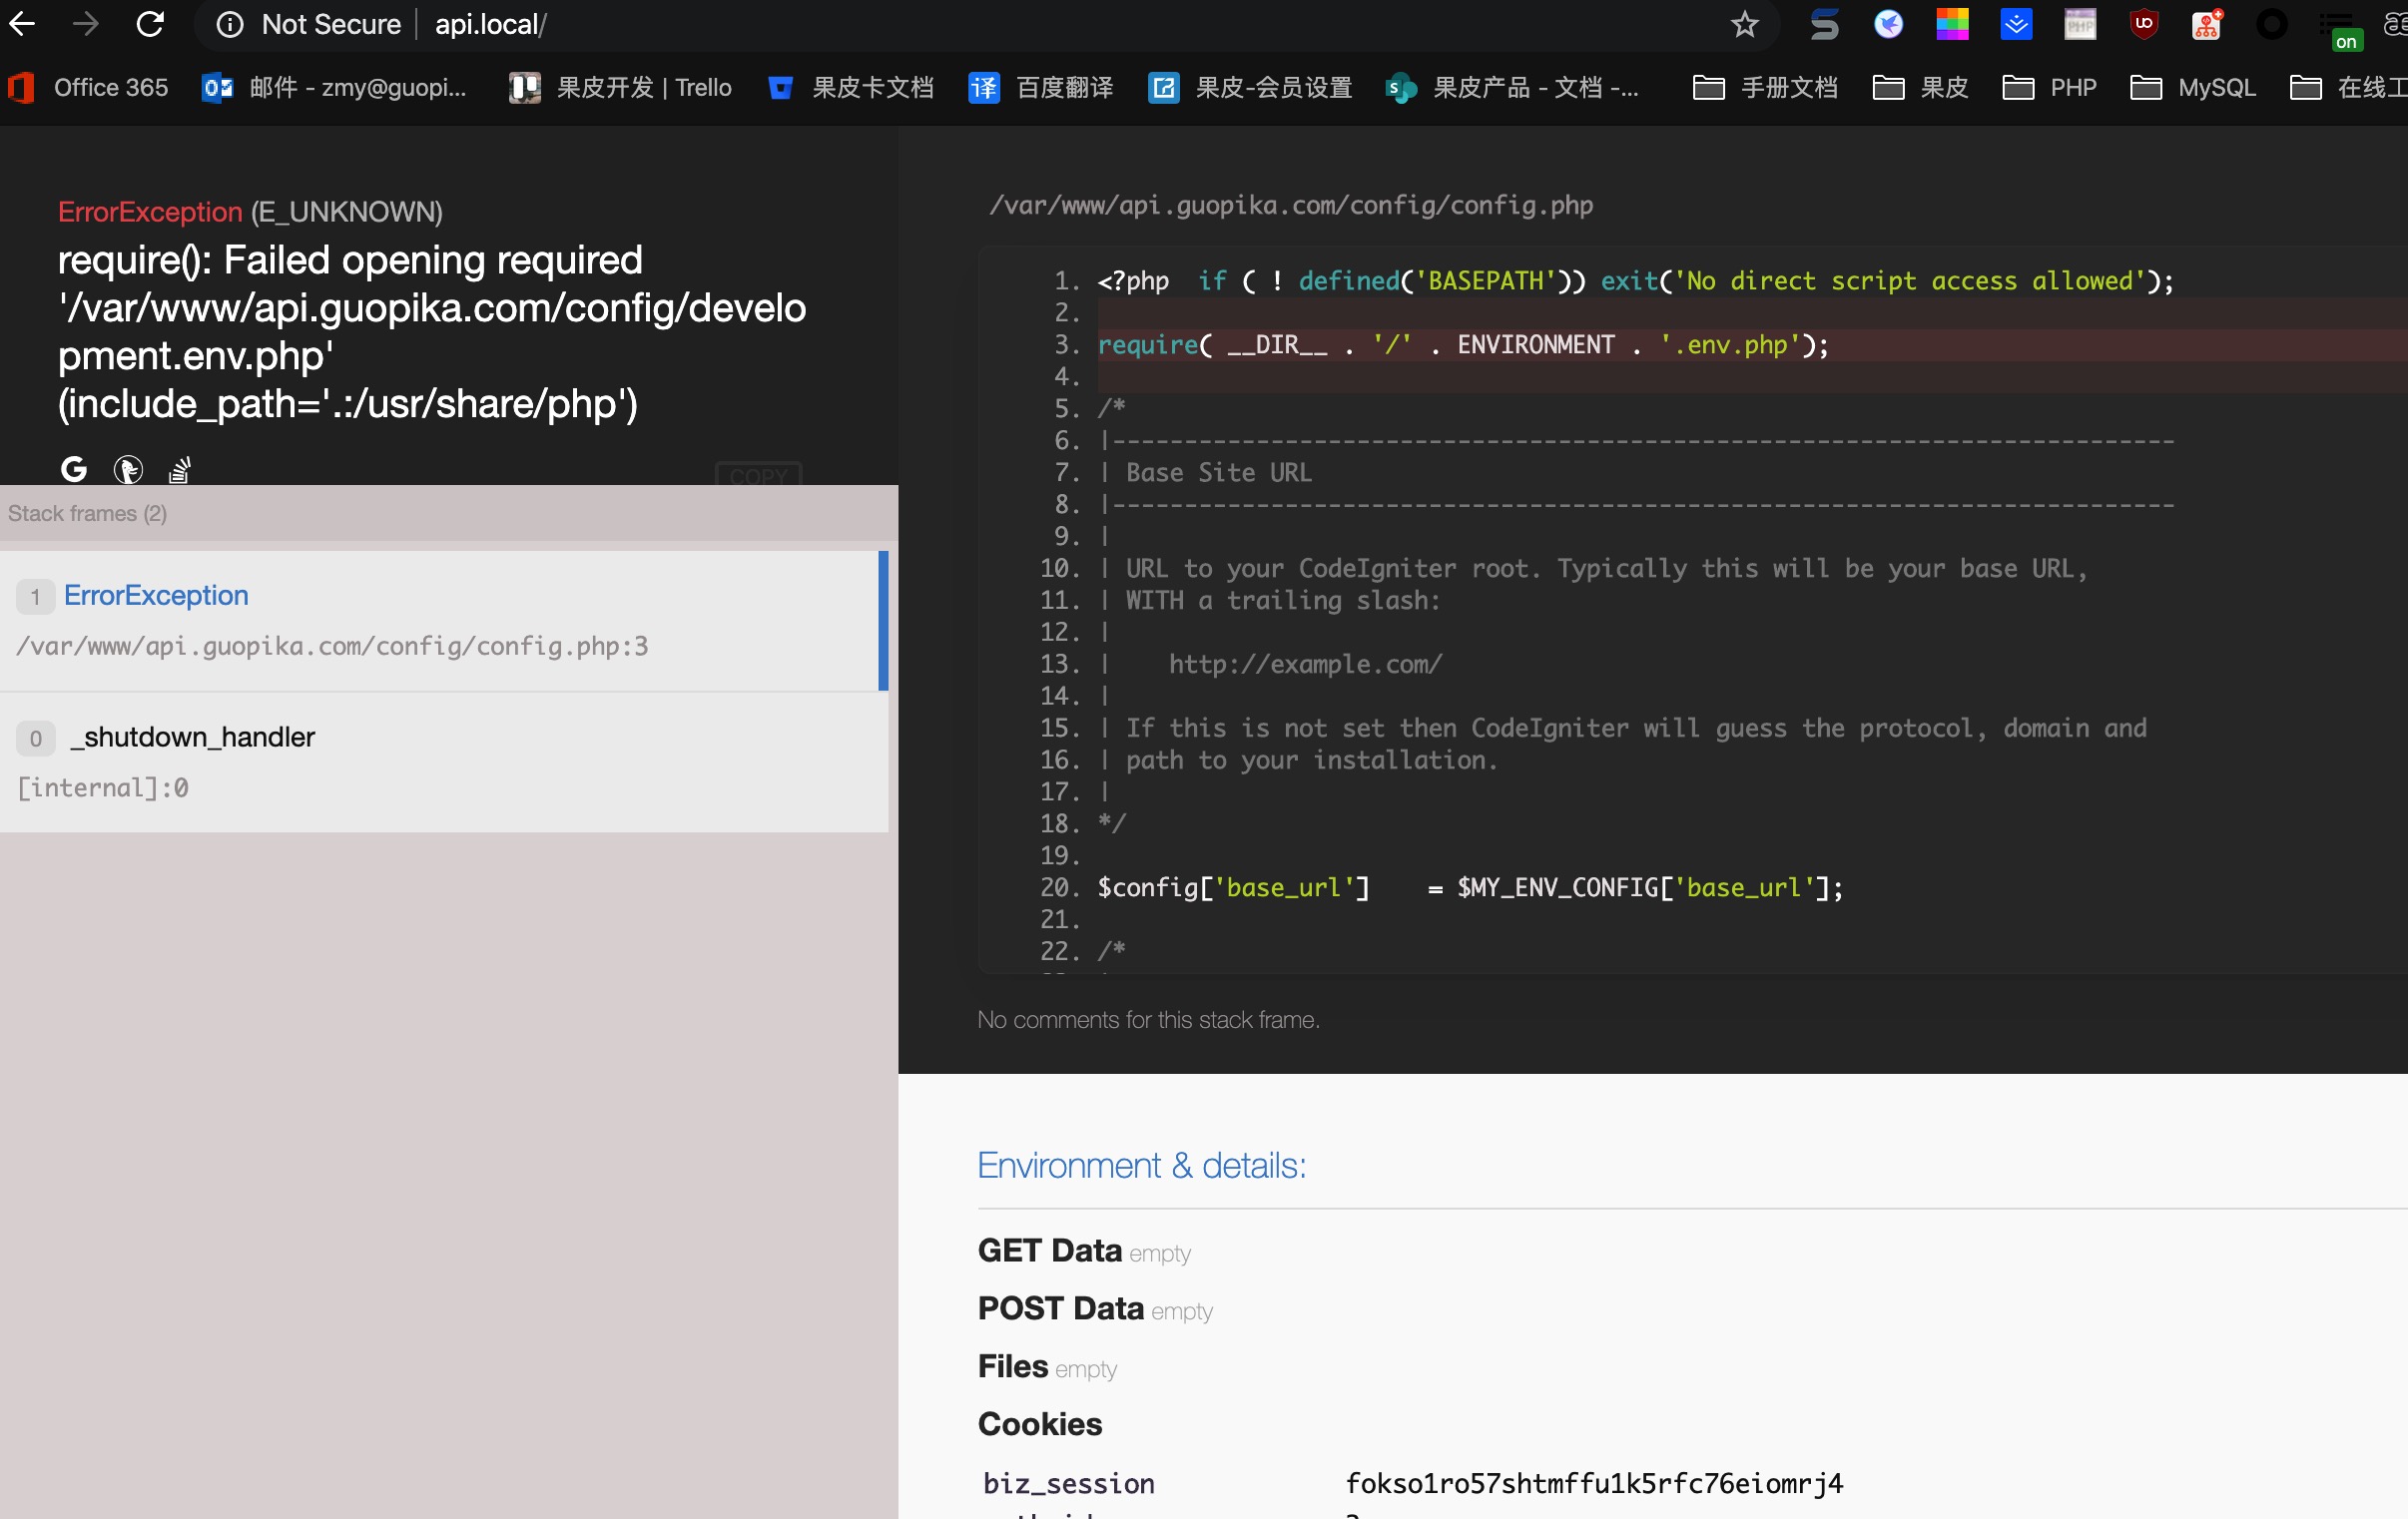 Not Secure api.local/
on
Office 365 邮件 - zmy@guopi... 果皮开发 | Trello 果皮卡文档 译 百度翻译 果皮-会员设置 果皮产品 - 文档 -... 手册文档 果皮 PHP MySQL 在线工
ErrorException (E_UNKNOWN)
require(): Failed opening required
'/var/www/api.guopika.com/config/develo
pment.env.php'
(include_path='.:/usr/share/php')
COPY
Stack frames (2)
1 ErrorException
/var/www/api.guopika.com/config/config.php:3
0 _shutdown_handler
[internal]:0
/var/www/api.guopika.com/config/config.php
1. <?php  if ( ! defined('BASEPATH')) exit('No direct script access allowed');
2.
3. require( __DIR__ . '/' . ENVIRONMENT . '.env.php');
4.
5. /*
6. |--------------------------------------------------------------------------
7. | Base Site URL
8. |--------------------------------------------------------------------------
9. |
10. | URL to your CodeIgniter root. Typically this will be your base URL,
11. | WITH a trailing slash:
12. |
13. |    http://example.com/
14. |
15. | If this is not set then CodeIgniter will guess the protocol, domain and
16. | path to your installation.
17. |
18. */
19.
20. $config['base_url']    = $MY_ENV_CONFIG['base_url'];
21.
22. /*
No comments for this stack frame.
Environment & details:
GET Data empty
POST Data empty
Files empty
Cookies
biz_session fokso1ro57shtmffu1k5rfc76eiomrj4